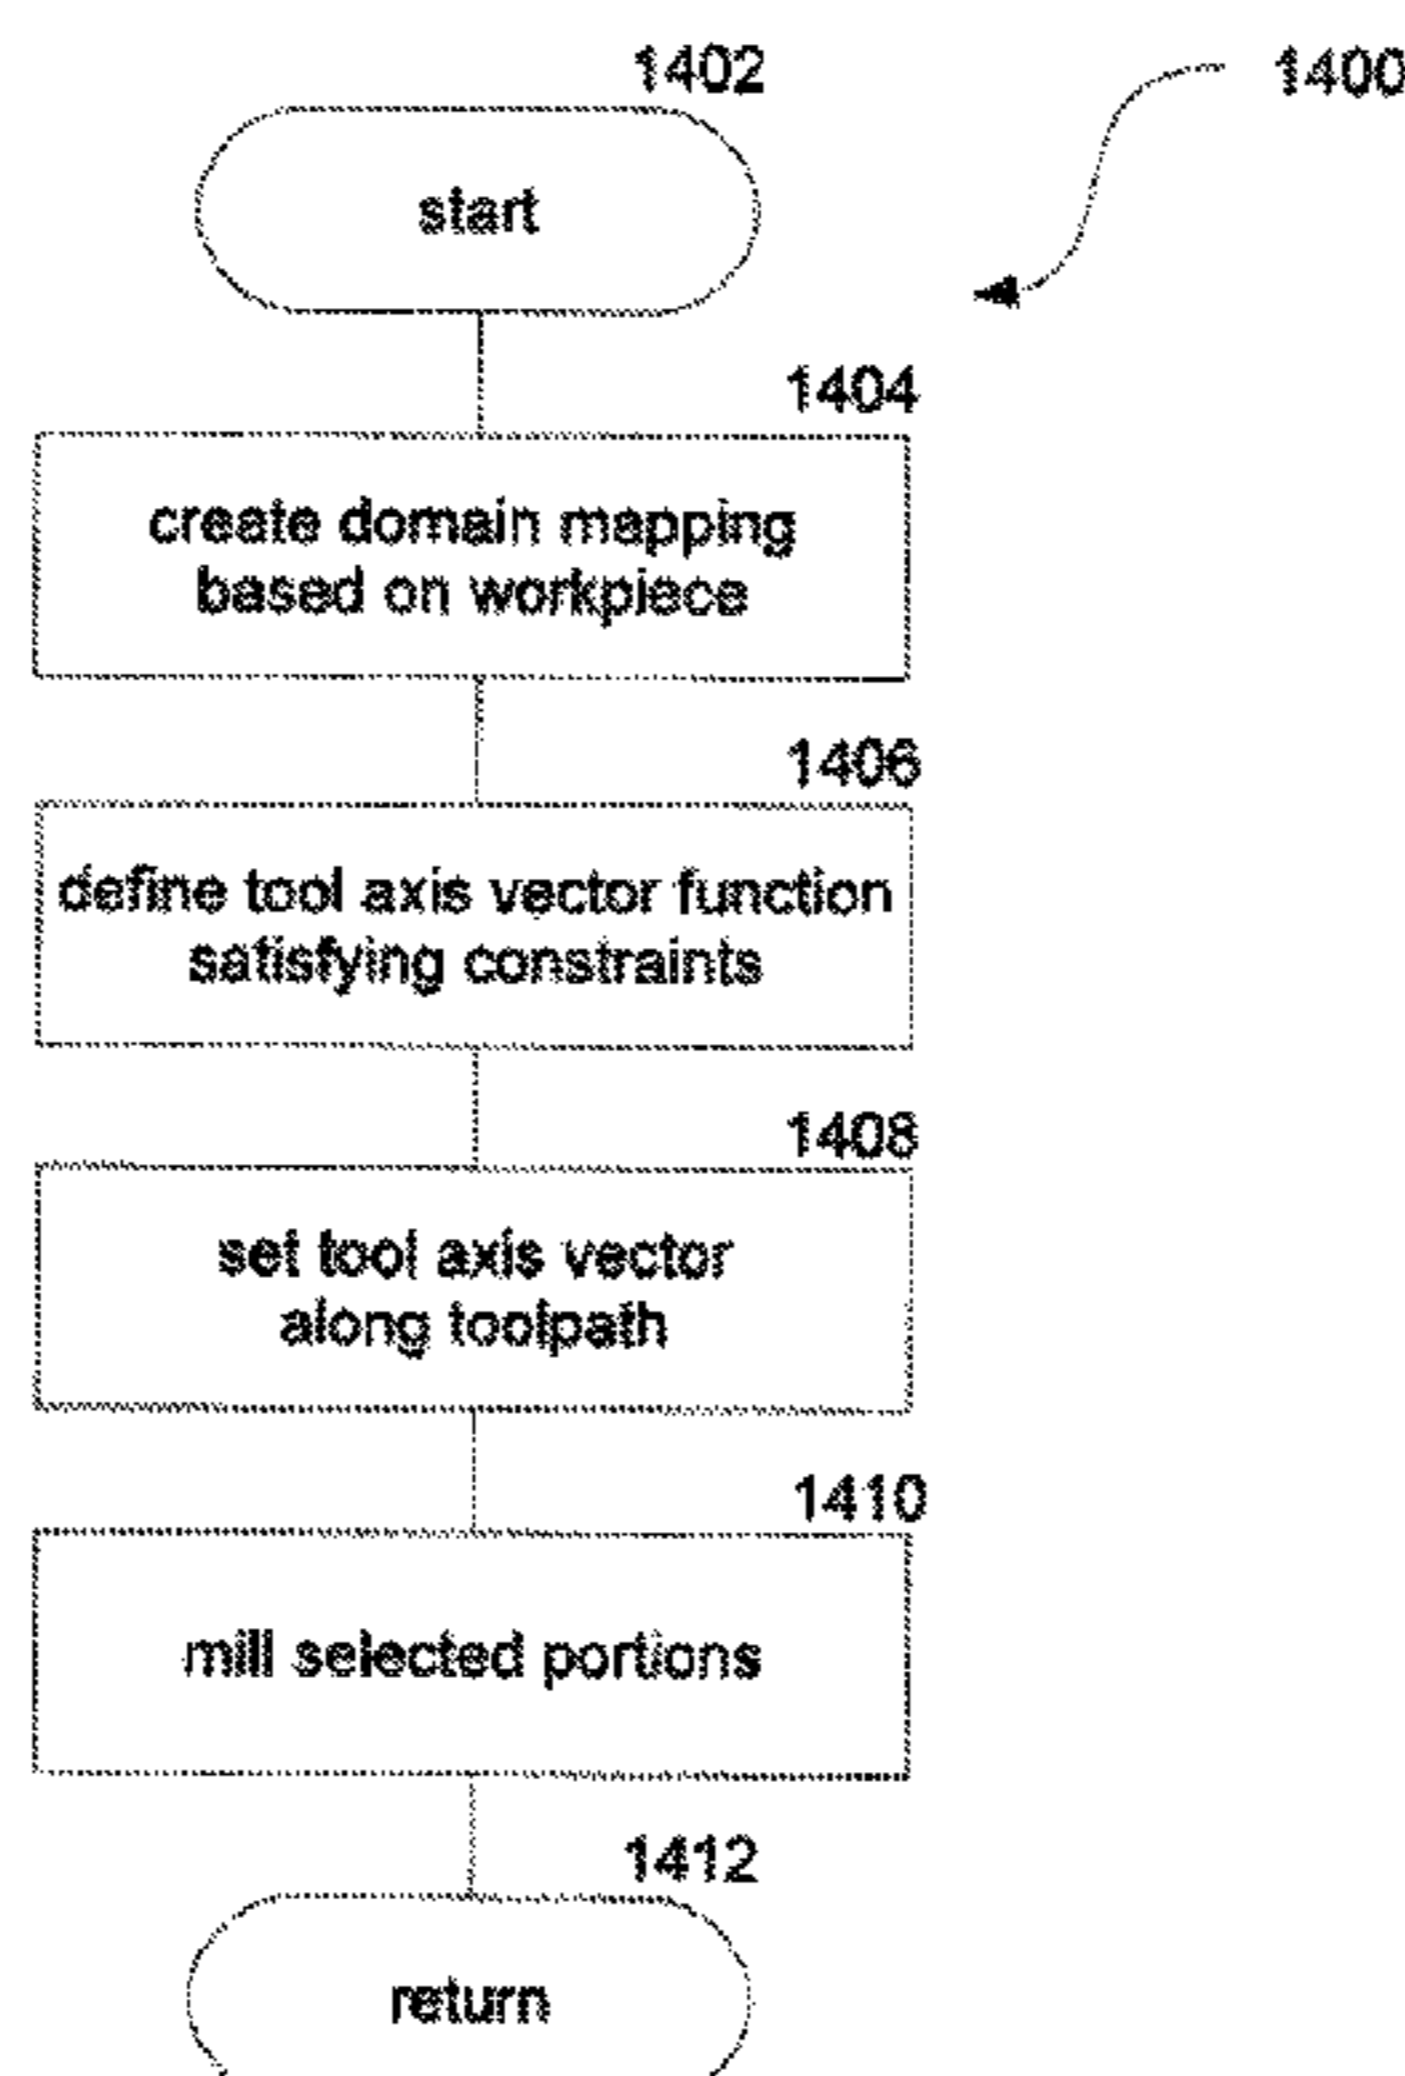 1402
1400
start
1404
create domain mapping
based on workpiece
1406
define tool axis vector function
satisfying constraints
1408
set tool axis vector
along toolpath
1410
mill selected portions
1412
return